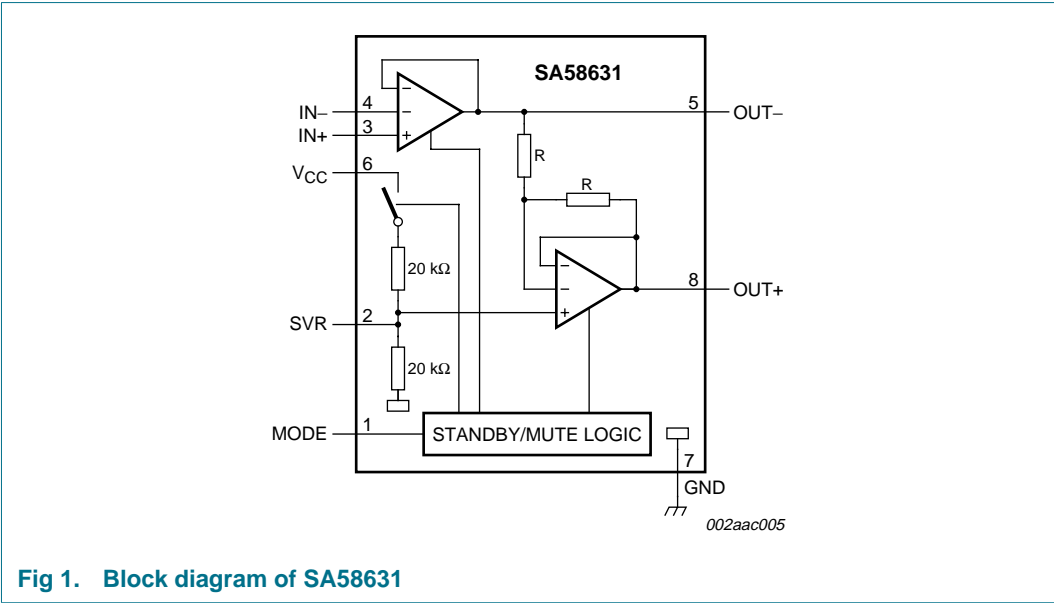 SA58631
IN– 4
IN+ 3
5 OUT–
V_CC 6
R
R
20 kΩ
8 OUT+
SVR 2
20 kΩ
MODE 1
STANDBY/MUTE LOGIC
7
GND
002aac005
Fig 1. Block diagram of SA58631